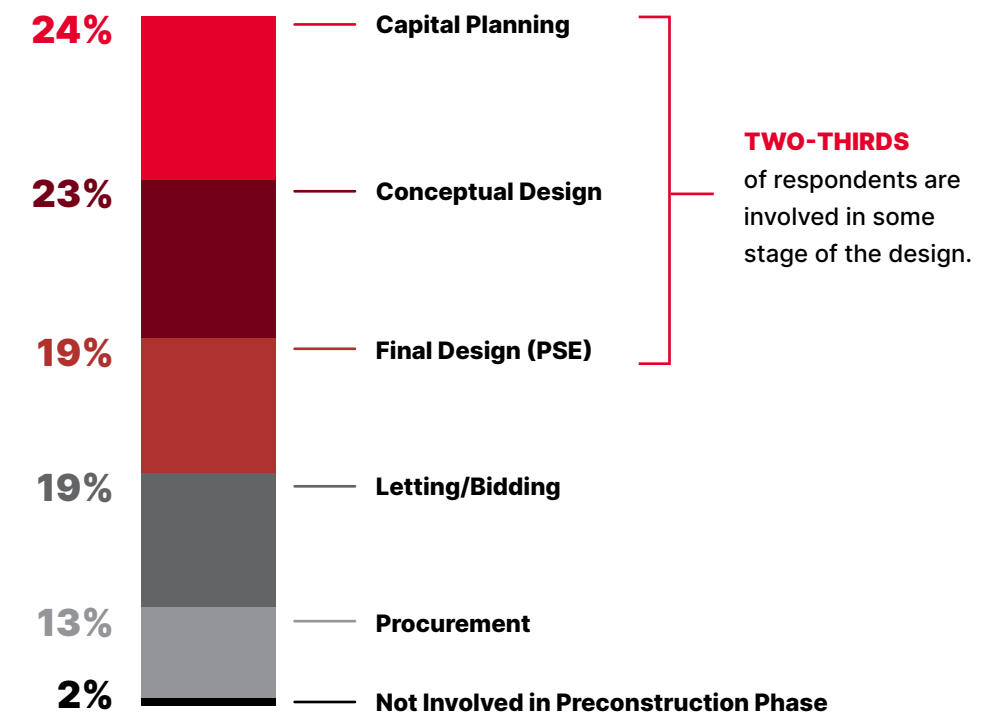 24%
Capital Planning
23%
Conceptual Design
19%
Final Design (PSE)
19%
Letting/Bidding
13%
Procurement
2%
Not Involved in Preconstruction Phase
TWO-THIRDS
of respondents are
involved in some
stage of the design.